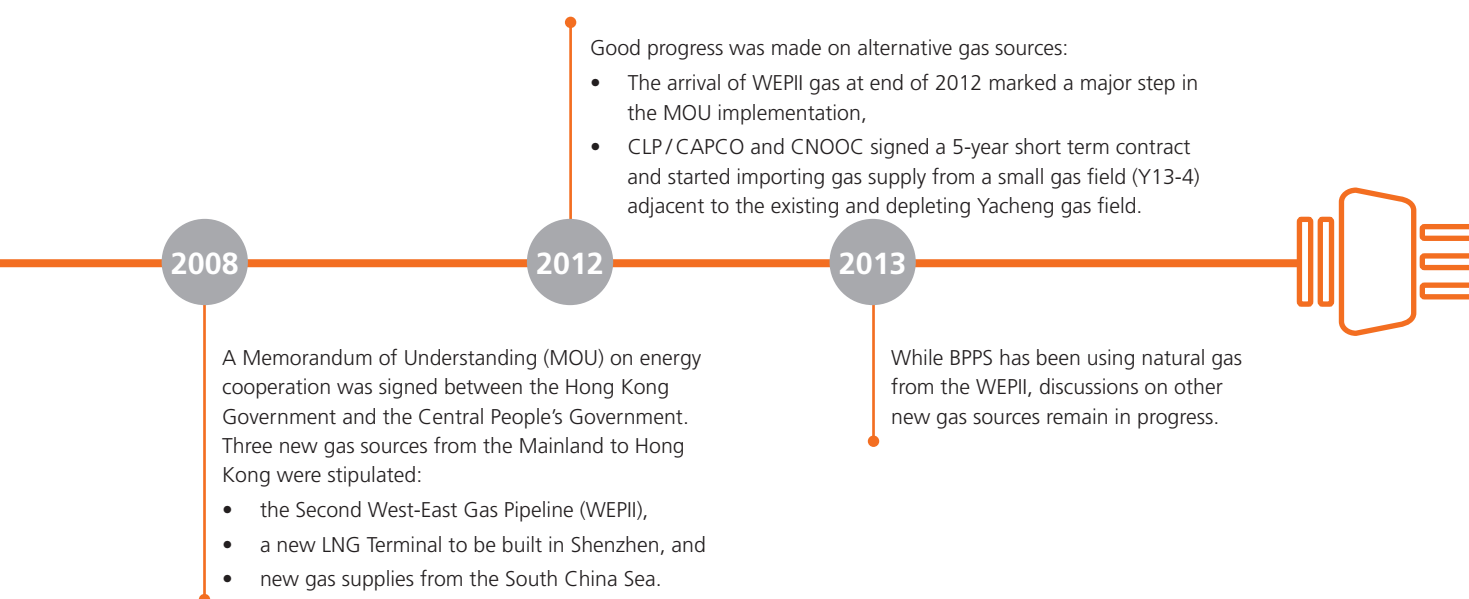 Good progress was made on alternative gas sources:
• The arrival of WEPII gas at end of 2012 marked a major step in
the MOU implementation,
• CLP/CAPCO and CNOOC signed a 5-year short term contract
and started importing gas supply from a small gas field (Y13-4)
adjacent to the existing and depleting Yacheng gas field.
2008
2012
2013
A Memorandum of Understanding (MOU) on energy
cooperation was signed between the Hong Kong
Government and the Central People's Government.
Three new gas sources from the Mainland to Hong
Kong were stipulated:
• the Second West-East Gas Pipeline (WEPII),
• a new LNG Terminal to be built in Shenzhen, and
• new gas supplies from the South China Sea.
While BPPS has been using natural gas
from the WEPII, discussions on other
new gas sources remain in progress.